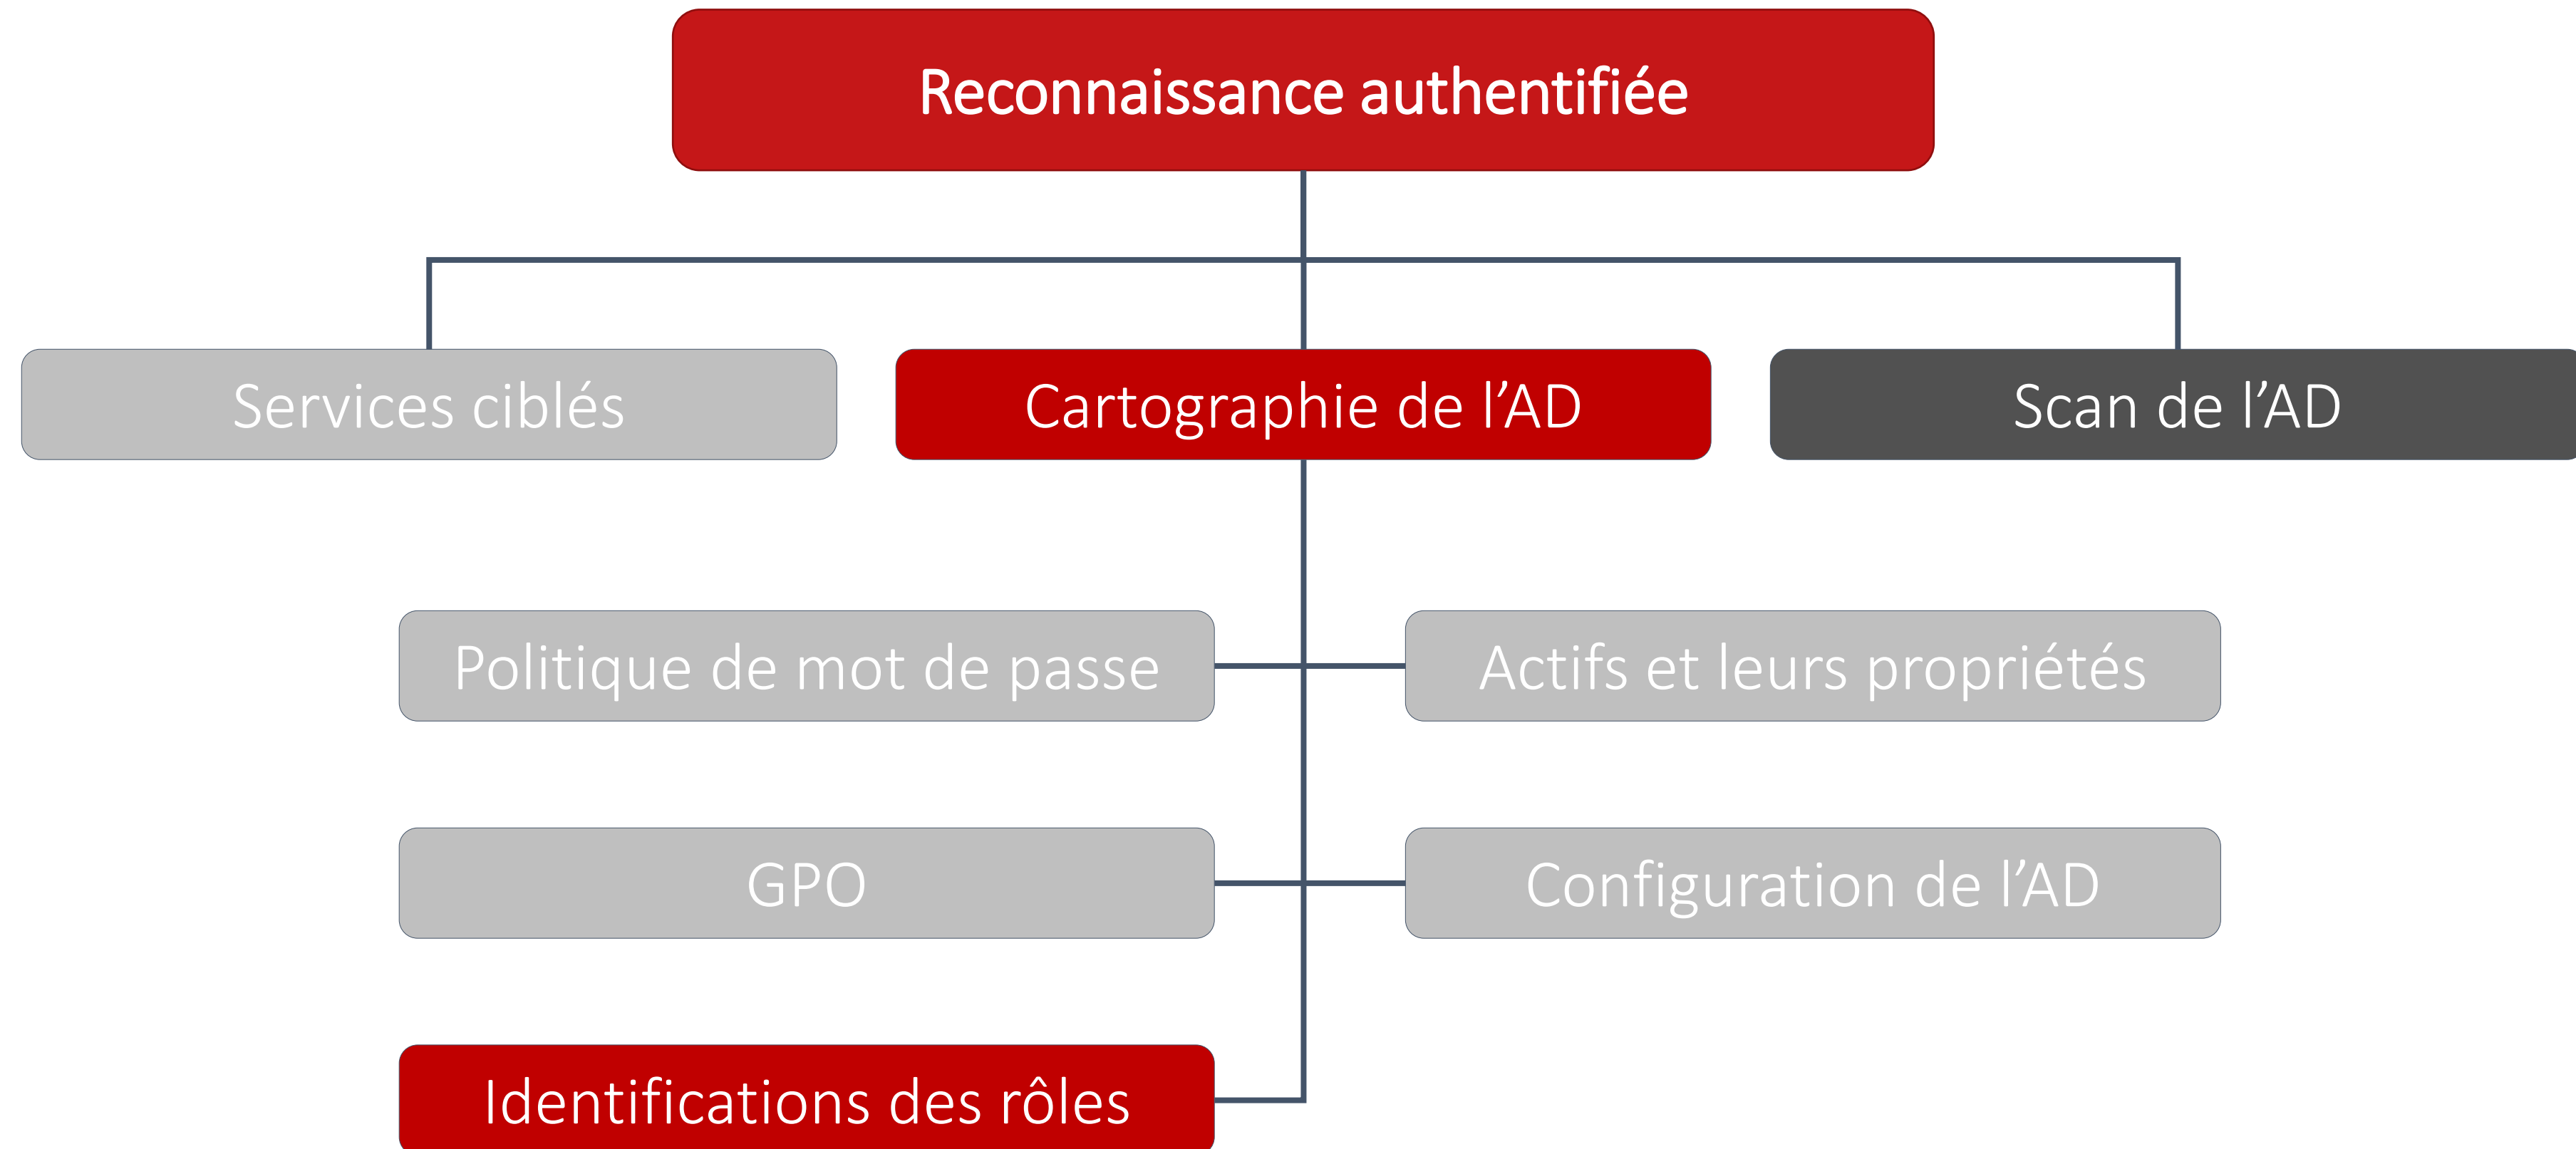 Reconnaissance authentifiée
Services ciblés
Cartographie de l’AD
Scan de l’AD
Politique de mot de passe
Actifs et leurs propriétés
GPO
Configuration de l’AD
Identifications des rôles